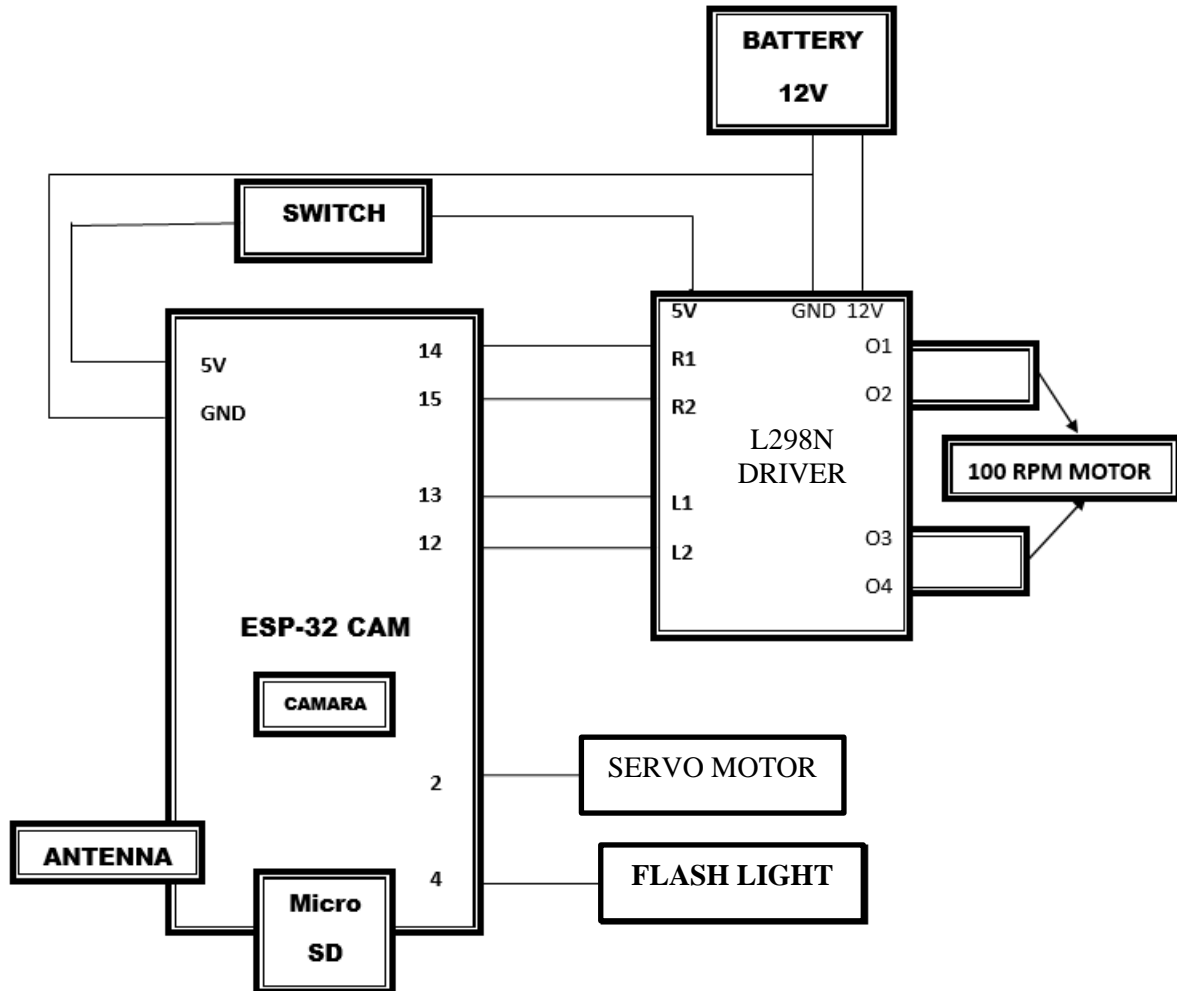 BATTERY
12V
SWITCH
5V
GND 12V
14
R1
O1
5V
15
R2
O2
GND
L298N
DRIVER
100 RPM MOTOR
13
L1
12
L2
O3
O4
ESP-32 CAM
CAMARA
2
SERVO MOTOR
ANTENNA
4
FLASH LIGHT
Micro
SD